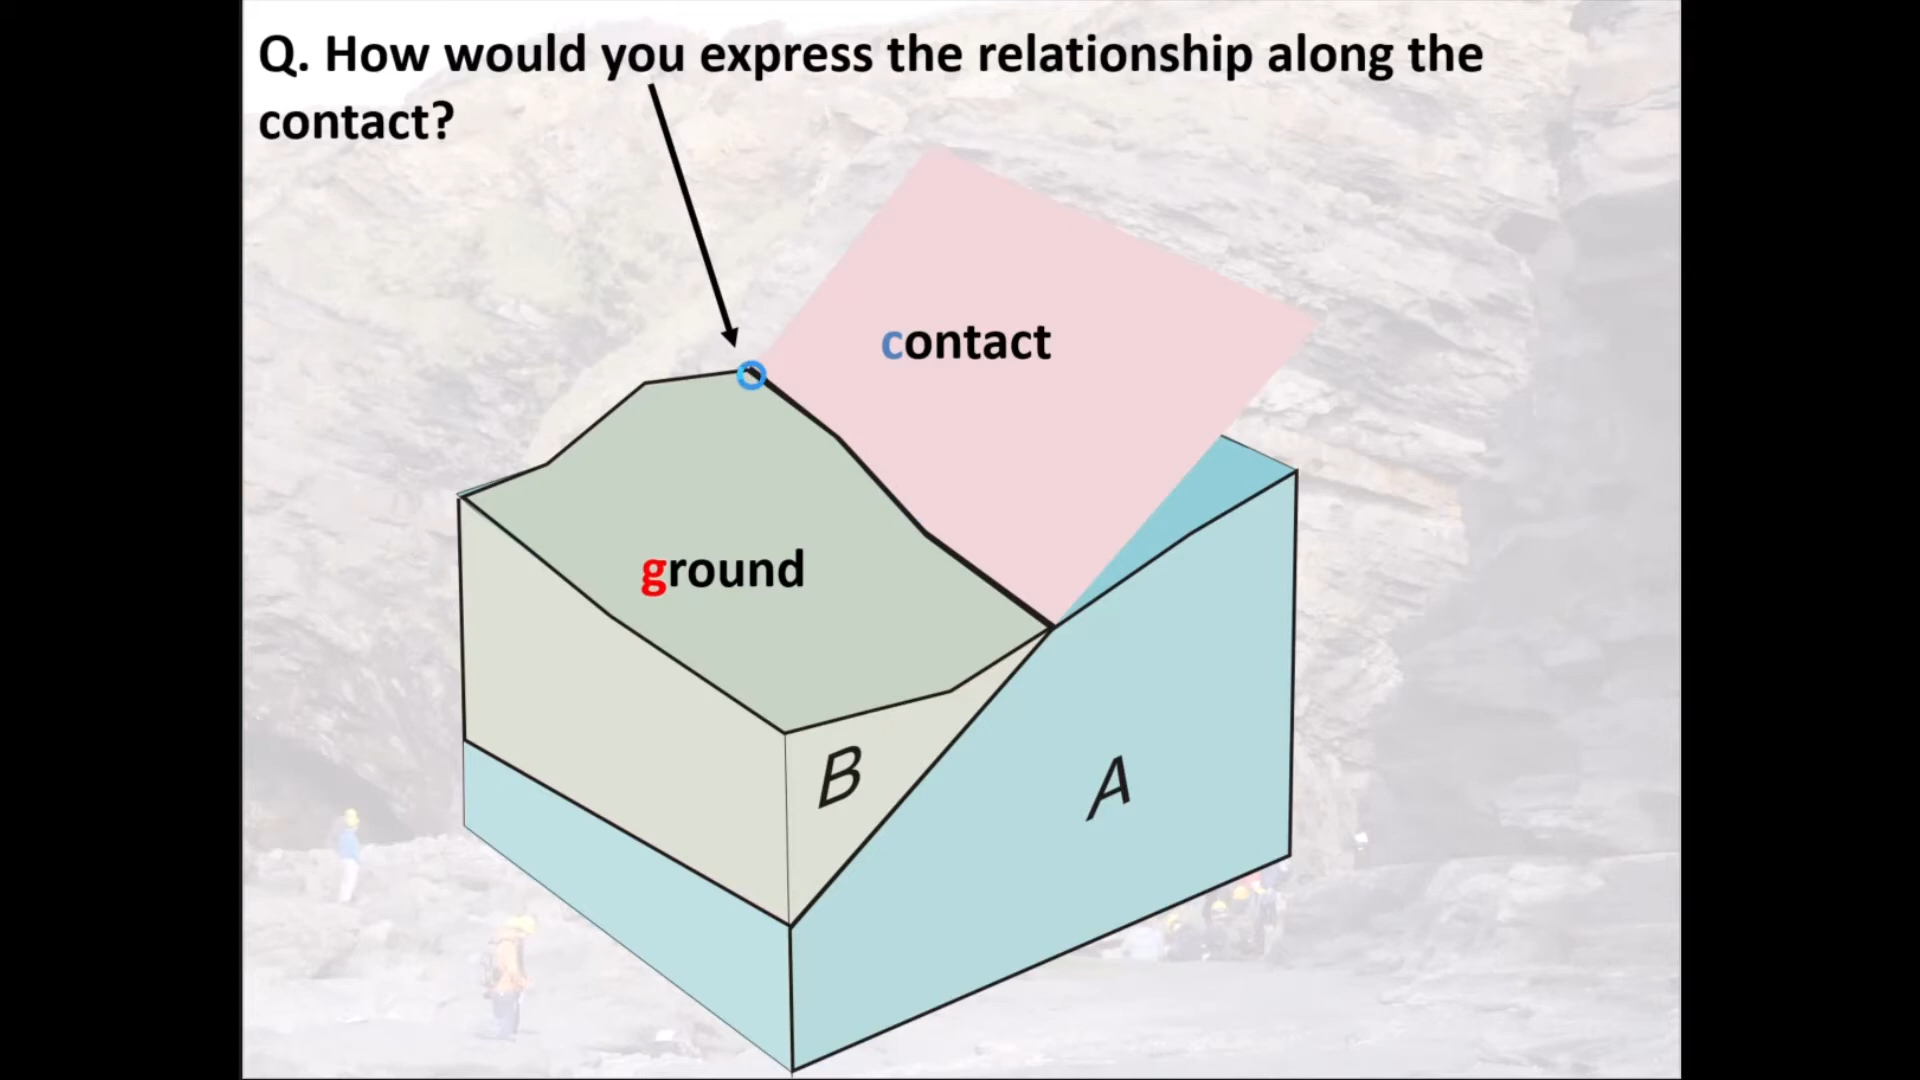 Q. How would you express the relationship along the
contact?
contact
ground
B
A